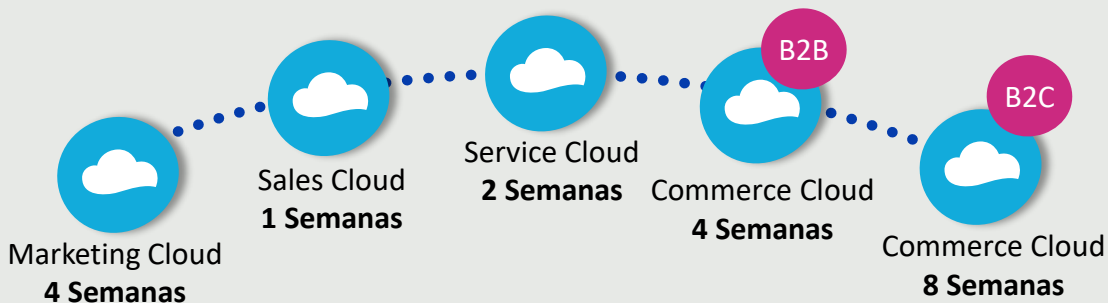 Marketing Cloud
4 Semanas
Sales Cloud
1 Semanas
Service Cloud
2 Semanas
B2B
Commerce Cloud
4 Semanas
B2C
Commerce Cloud
8 Semanas